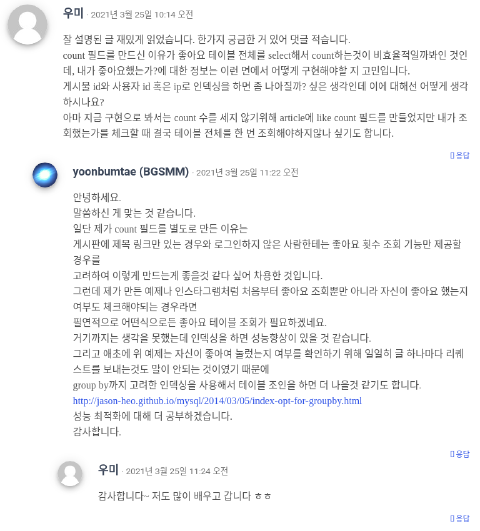 우미 · 2021년 3월 25일 10:14 오전
잘 설명된 글 재밌게 읽었습니다. 한가지 궁금한 거 있어 댓글 적습니다.
count 필드를 만드신 이유가 좋아요 테이블 전체를 select해서 count하는것이 비효율적일까봐인 것인
데, 내가 좋아요했는가?에 대한 정보는 이런 면에서 어떻게 구현해야할 지 고민입니다.
게시물 id와 사용자 id 혹은 ip로 인덱싱을 하면 좀 나아질까? 싶은 생각인데 이에 대해선 어떻게 생각
하시나요?
아마 지금 구현으로 봐서는 count 수를 세지 않기위해 article에 like count 필드를 만들었지만 내가 조
회했는가를 체크할 때 결국 테이블 전체를 한 번 조회해야하지않나 싶기도 합니다.
응답
yoonbumtae (BGSMM) · 2021년 3월 25일 11:22 오전
안녕하세요.
말씀하신 게 맞는 것 같습니다.
일단 제가 count 필드를 별도로 만든 이유는
게시판에 제목 링크만 있는 경우와 로그인하지 않은 사람한테는 좋아요 횟수 조회 기능만 제공할
경우를
고려하여 이렇게 만드는게 좋을것 같다 싶어 차용한 것입니다.
그런데 제가 만든 예제나 인스타그램처럼 처음부터 좋아요 조회뿐만 아니라 자신이 좋아요 했는지
여부도 체크해야되는 경우라면
필연적으로 어떤식으로든 좋아요 테이블 조회가 필요하겠네요.
거기까지는 생각을 못했는데 인덱싱을 하면 성능향상이 있을 것 같습니다.
그리고 애초에 위 예제는 자신이 좋아여 눌렀는지 여부를 확인하기 위해 일일히 글 하나마다 리퀘
스트를 보내는것도 말이 안되는 것이였기 때문에
group by까지 고려한 인덱싱을 사용해서 테이블 조인을 하면 더 나을것 같기도 합니다.
http://jason-heo.github.io/mysql/2014/03/05/index-opt-for-groupby.html
성능 최적화에 대해 더 공부하겠습니다.
감사합니다.
응답
우미 · 2021년 3월 25일 11:24 오전
감사합니다~ 저도 많이 배우고 갑니다 ㅎㅎ
응답